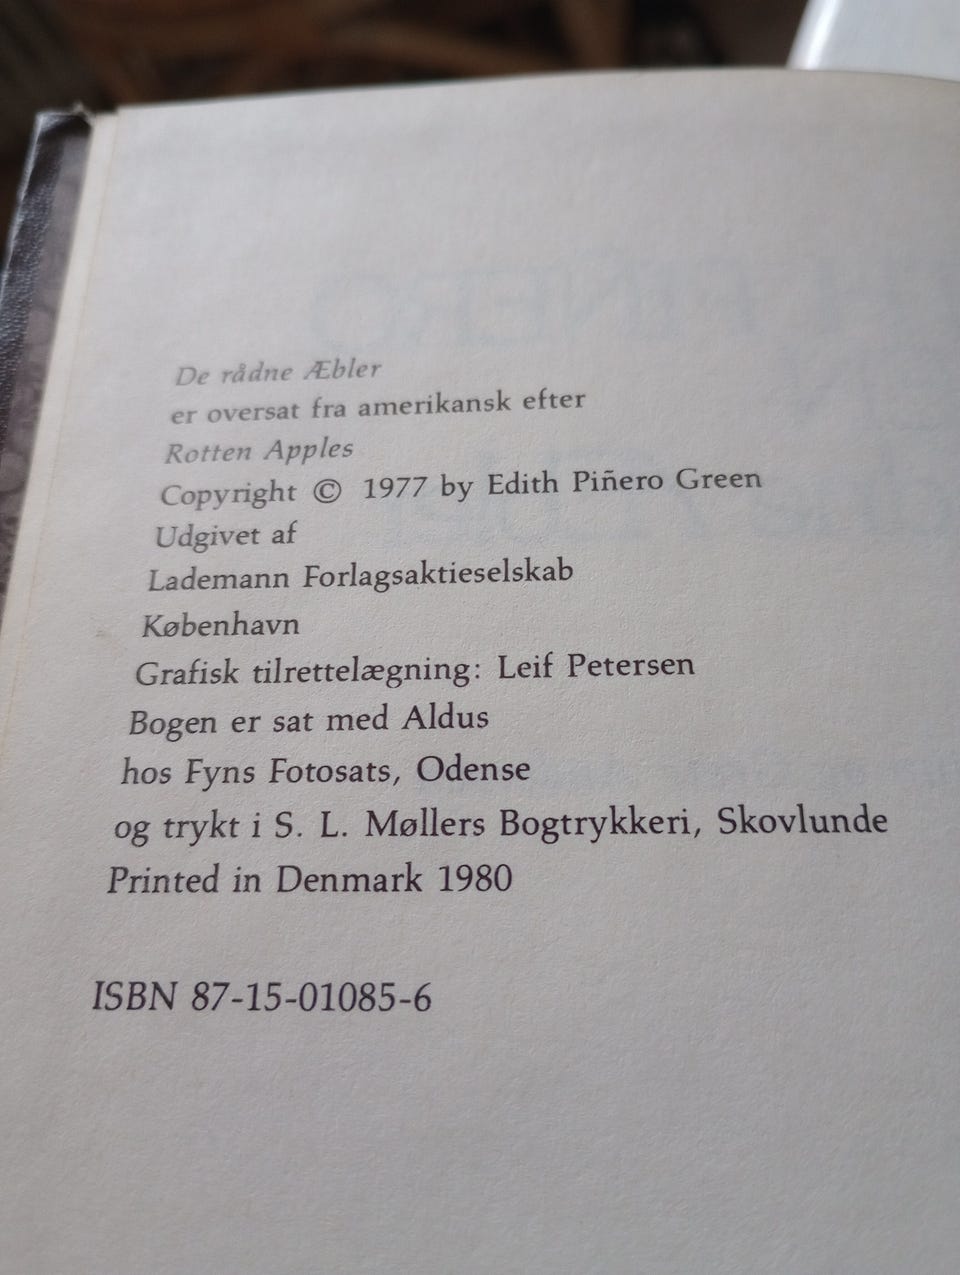 De rådne Æbler
er oversat fra amerikansk efter
Rotten Apples
Copyright © 1977 by Edith Piñero Green
Udgivet af
Lademann Forlagsaktieselskab
København
Grafisk tilrettelægning: Leif Petersen
Bogen er sat med Aldus
hos Fyns Fotosats, Odense
og trykt i S. L. Møllers Bogtrykkeri, Skovlunde
Printed in Denmark 1980
ISBN 87-15-01085-6